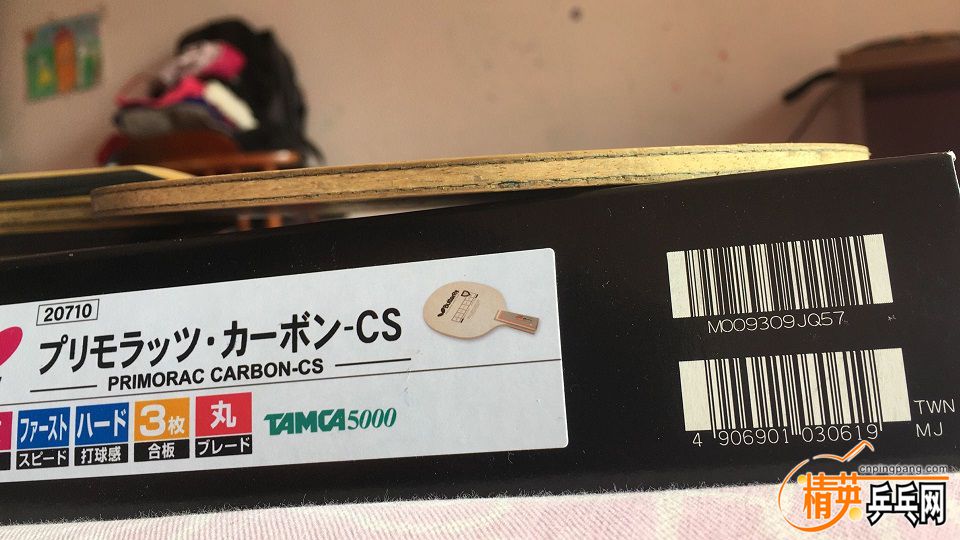 20710
プリモラッツ・カーボン-CS
PRIMORAC CARBON-CS
ファースト
スピード
ハード
打球感
3枚
合板
丸
ブレード
TAMCA5000
M009309JQ57
4 906901 030619
TWN
MJ
cnpingpang.com
精英乒乓网